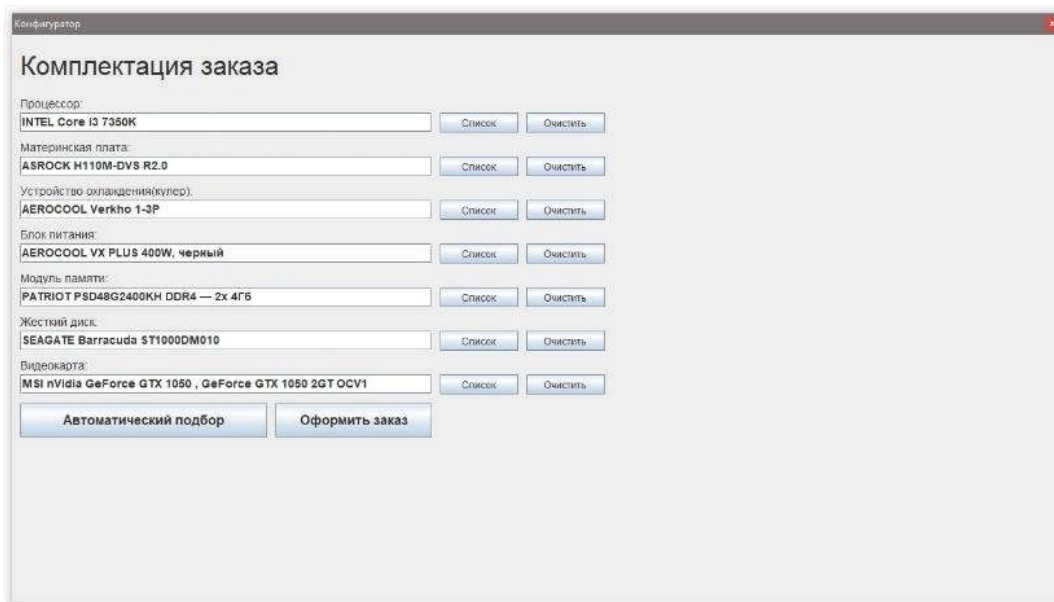 Конфигуратор
Комплектация заказа
Процессор:
INTEL Core i3 7350K Список Очистить
Материнская плата:
ASROCK H110M-DVS R2.0 Список Очистить
Устройство охлаждения(кулер):
AEROCOOL Verkho 1-3P Список Очистить
Блок питания:
AEROCOOL VX PLUS 400W, черный Список Очистить
Модуль памяти:
PATRIOT PSD48G2400KH DDR4 — 2x 4Гб Список Очистить
Жесткий диск:
SEAGATE Barracuda ST1000DM010 Список Очистить
Видеокарта:
MSI nVidia GeForce GTX 1050 , GeForce GTX 1050 2GT OCV1 Список Очистить
Автоматический подбор Оформить заказ